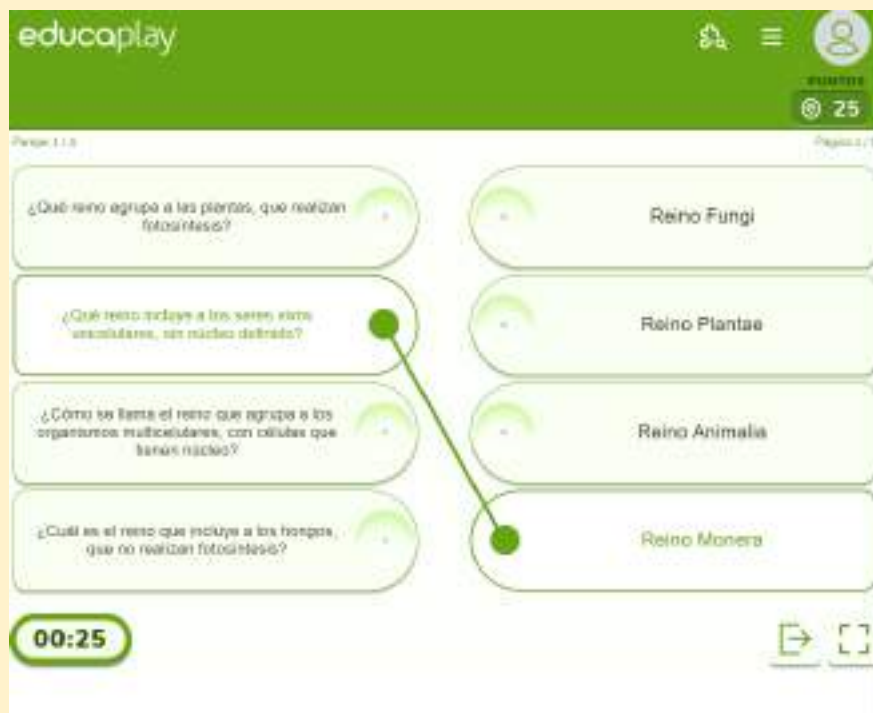 educaplay
PUNTOS
25
¿Qué reino agrupa a las plantas, que realizan
fotosíntesis?
Reino Fungi
¿Qué reino incluye a los seres vivos
unicelulares, sin núcleo definido?
Reino Plantae
¿Cómo se llama el reino que agrupa a los
organismos multicelulares, con células que
tienen núcleo?
Reino Animalia
¿Cuál es el reino que incluye a los hongos,
que no realizan fotosíntesis?
Reino Monera
00:25